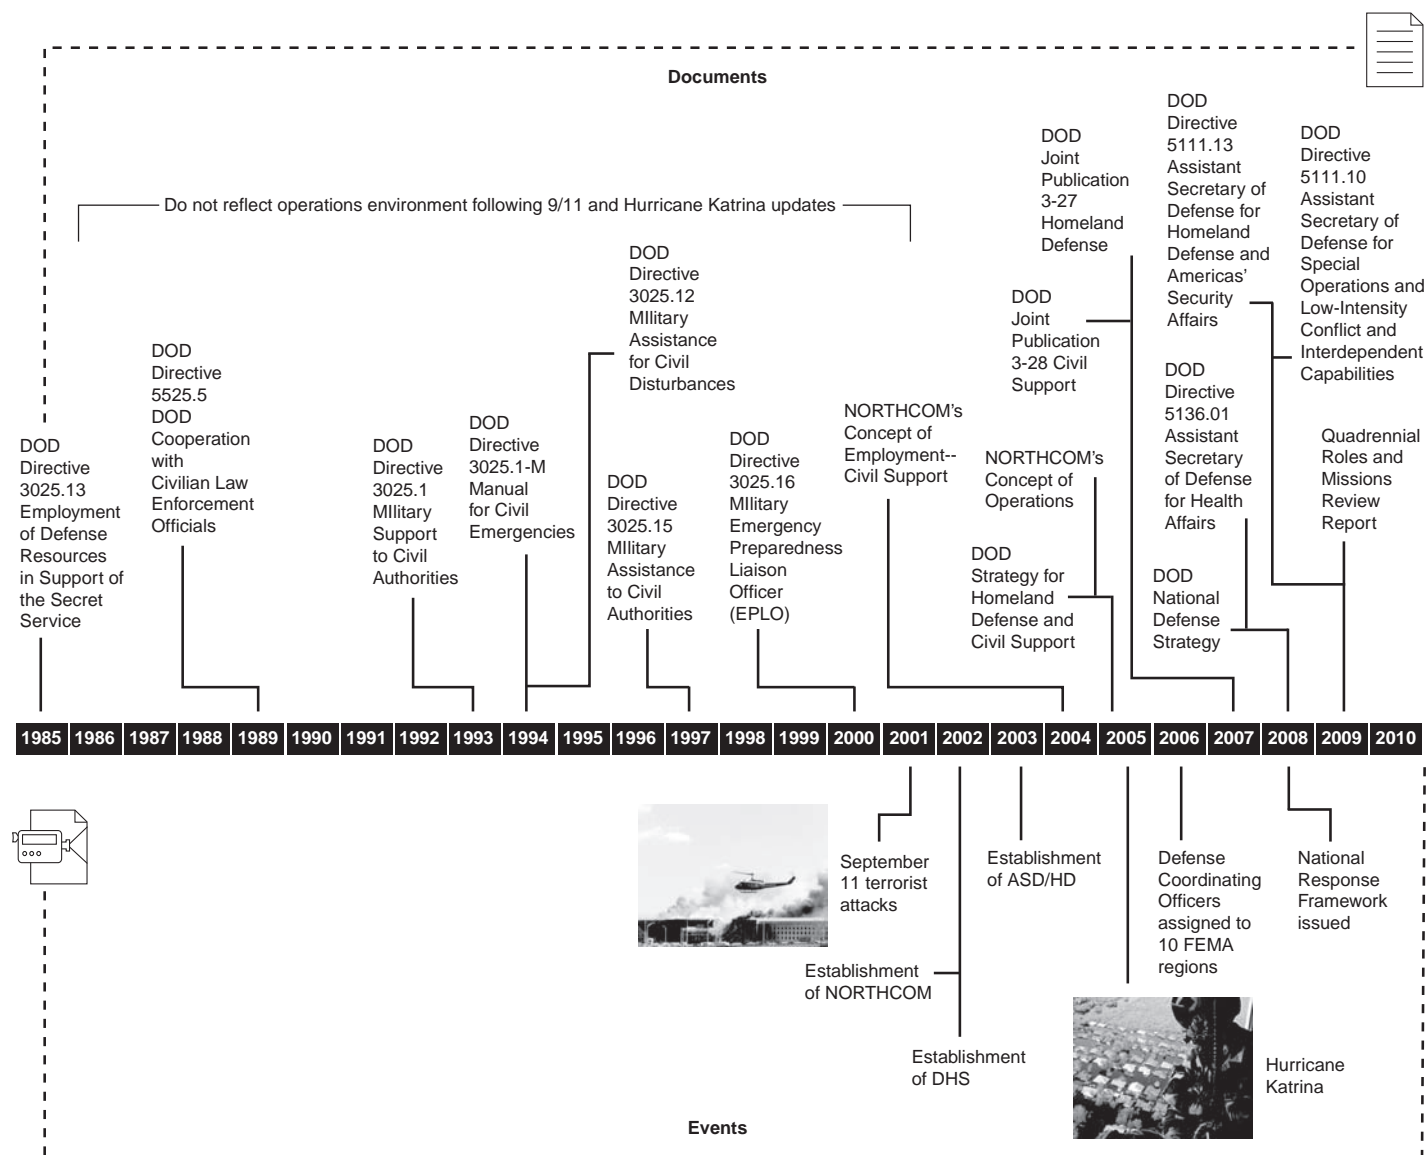 Documents
Do not reflect operations environment following 9/11 and Hurricane Katrina updates
DOD
Directive
3025.13
Employment
of Defense
Resources
in Support of
the Secret
Service
DOD
Directive
5525.5
DOD
Cooperation
with
Civilian Law
Enforcement
Officials
DOD
Directive
3025.1
MIlitary
Support
to Civil
Authorities
DOD
Directive
3025.1-M
Manual
for Civil
Emergencies
DOD
Directive
3025.12
MIlitary
Assistance
for Civil
Disturbances
DOD
Directive
3025.15
MIlitary
Assistance
to Civil
Authorities
DOD
Directive
3025.16
MIlitary
Emergency
Preparedness
Liaison
Officer
(EPLO)
NORTHCOM's
Concept of
Employment--
Civil Support
DOD
Strategy for
Homeland
Defense and
Civil Support
NORTHCOM's
Concept of
Operations
DOD
Joint
Publication
3-28 Civil
Support
DOD
Joint
Publication
3-27
Homeland
Defense
DOD
National
Defense
Strategy
DOD
Directive
5136.01
Assistant
Secretary
of Defense
for Health
Affairs
DOD
Directive
5111.13
Assistant
Secretary of
Defense for
Homeland
Defense and
Americas'
Security
Affairs
DOD
Directive
5111.10
Assistant
Secretary of
Defense for
Special
Operations and
Low-Intensity
Conflict and
Interdependent
Capabilities
Quadrennial
Roles and
Missions
Review
Report
1985 1986 1987 1988 1989 1990 1991 1992 1993 1994 1995 1996 1997 1998 1999 2000 2001 2002 2003 2004 2005 2006 2007 2008 2009 2010
September
11 terrorist
attacks
Establishment
of NORTHCOM
Establishment
of DHS
Establishment
of ASD/HD
Hurricane
Katrina
Defense
Coordinating
Officers
assigned to
10 FEMA
regions
National
Response
Framework
issued
Events